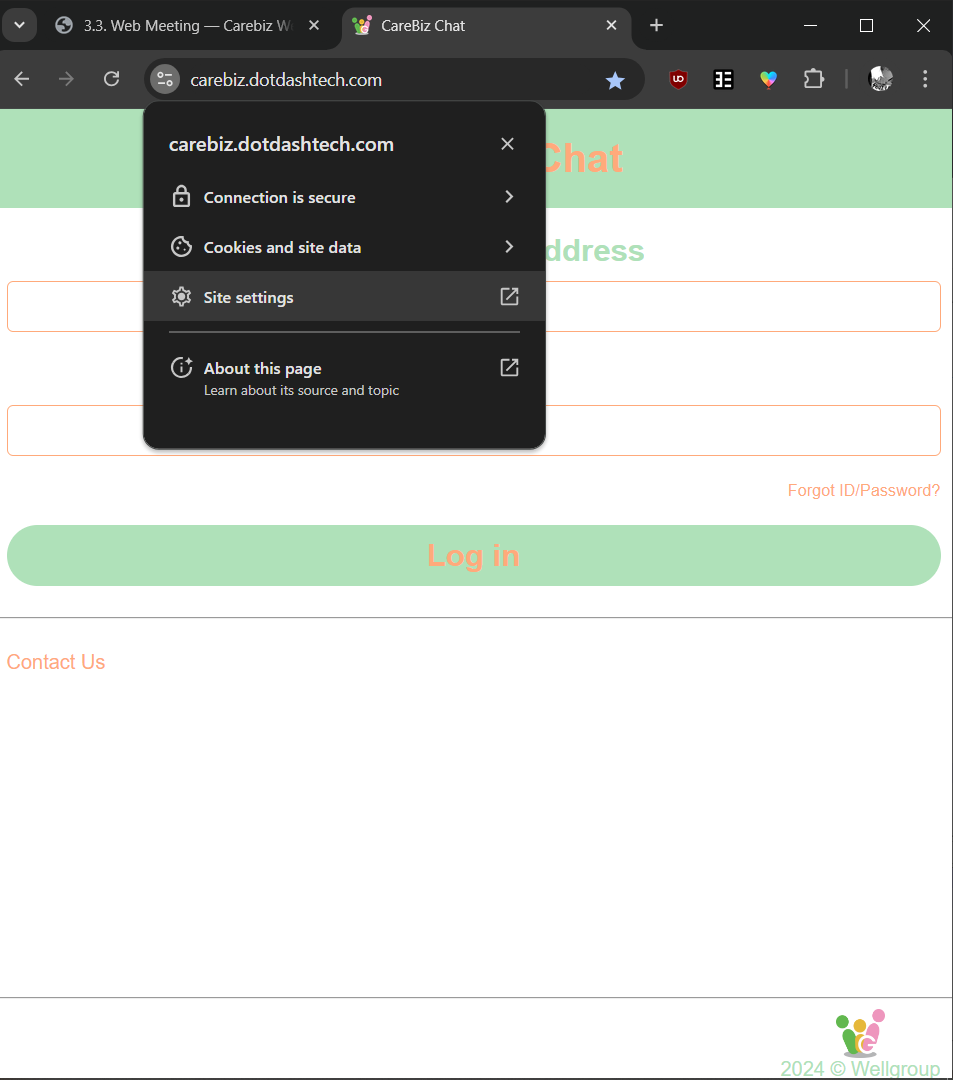 3.3. Web Meeting — Carebiz W
CareBiz Chat
carebiz.dotdashtech.com
carebiz.dotdashtech.com
Chat
Connection is secure
Cookies and site data
ddress
Site settings
About this page
Learn about its source and topic
Forgot ID/Password?
Log in
Contact Us
2024 © Wellgroup